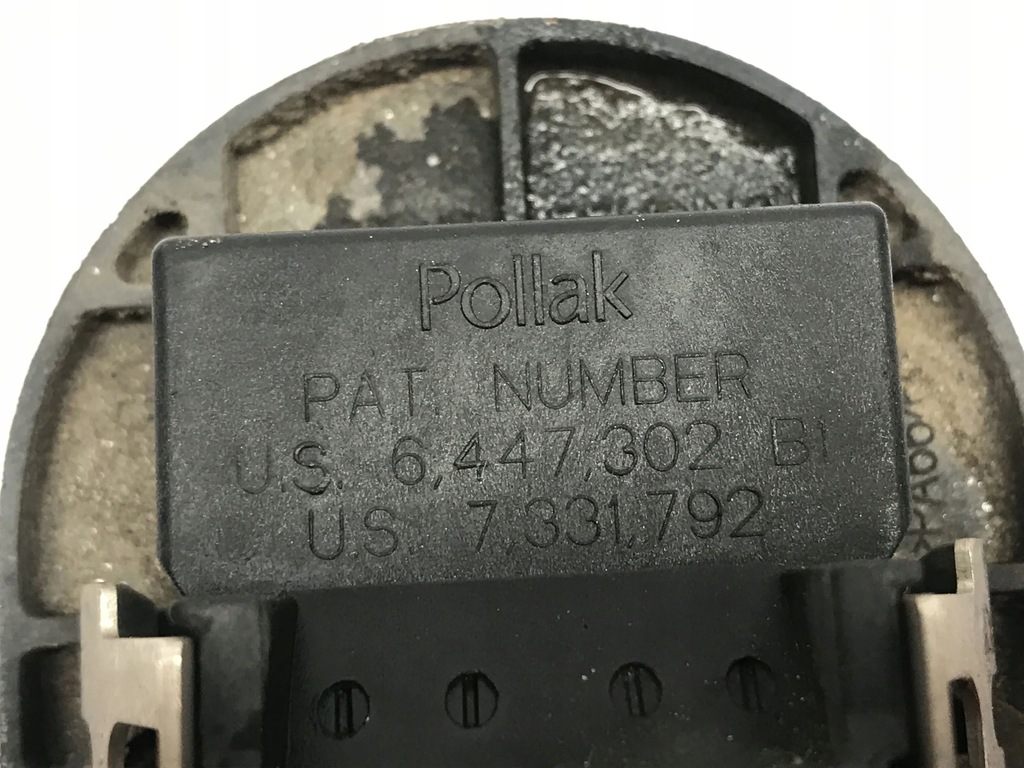 Pollak
PAT. NUMBER
U.S. 6,447,302 B1
U.S. 7,331,792